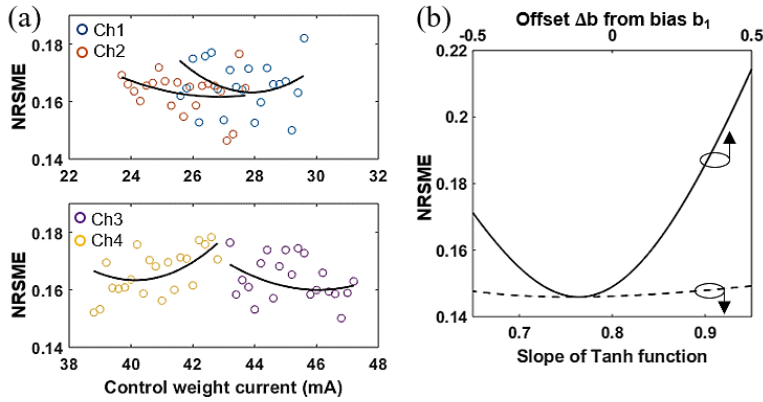 (a)
NRSME
0.18
0.16
0.14
Ch1
Ch2
22 24 26 28 30 32
NRSME
0.18
0.16
0.14
Ch3
Ch4
38 40 42 44 46 48
Control weight current (mA)
(b)
Offset Δb from bias b₁
-0.5 0 0.5
NRSME
0.22
0.2
0.18
0.16
0.14
0.7 0.8 0.9
Slope of Tanh function